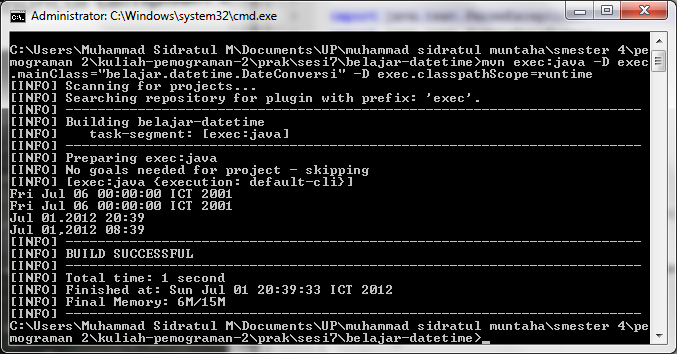 Administrator: C:\Windows\system32\cmd.exe
C:\Users\Muhammad Sidratul M\Documents\UP\muhammad sidratul muntaha\smester 4\pe
mograman 2\kuliah-pemograman-2\prak\sesi7\belajar-datetime>mvn exec:java -D exec
.mainClass="belajar.datetime.DateConversi" -D exec.classpathScope=runtime
[INFO] Scanning for projects...
[INFO] Searching repository for plugin with prefix: 'exec'.
[INFO] ------------------------------------------------------------------------
[INFO] Building belajar-datetime
[INFO]    task-segment: [exec:java]
[INFO] ------------------------------------------------------------------------
[INFO] Preparing exec:java
[INFO] No goals needed for project - skipping
[INFO] [exec:java {execution: default-cli}]
Fri Jul 06 00:00:00 ICT 2001
Fri Jul 06 00:00:00 ICT 2001
Jul 01.2012 20:39
Jul 01,2012 08:39
[INFO] ------------------------------------------------------------------------
[INFO] BUILD SUCCESSFUL
[INFO] ------------------------------------------------------------------------
[INFO] Total time: 1 second
[INFO] Finished at: Sun Jul 01 20:39:33 ICT 2012
[INFO] Final Memory: 6M/15M
[INFO] ------------------------------------------------------------------------
C:\Users\Muhammad Sidratul M\Documents\UP\muhammad sidratul muntaha\smester 4\pe
mograman 2\kuliah-pemograman-2\prak\sesi7\belajar-datetime>_